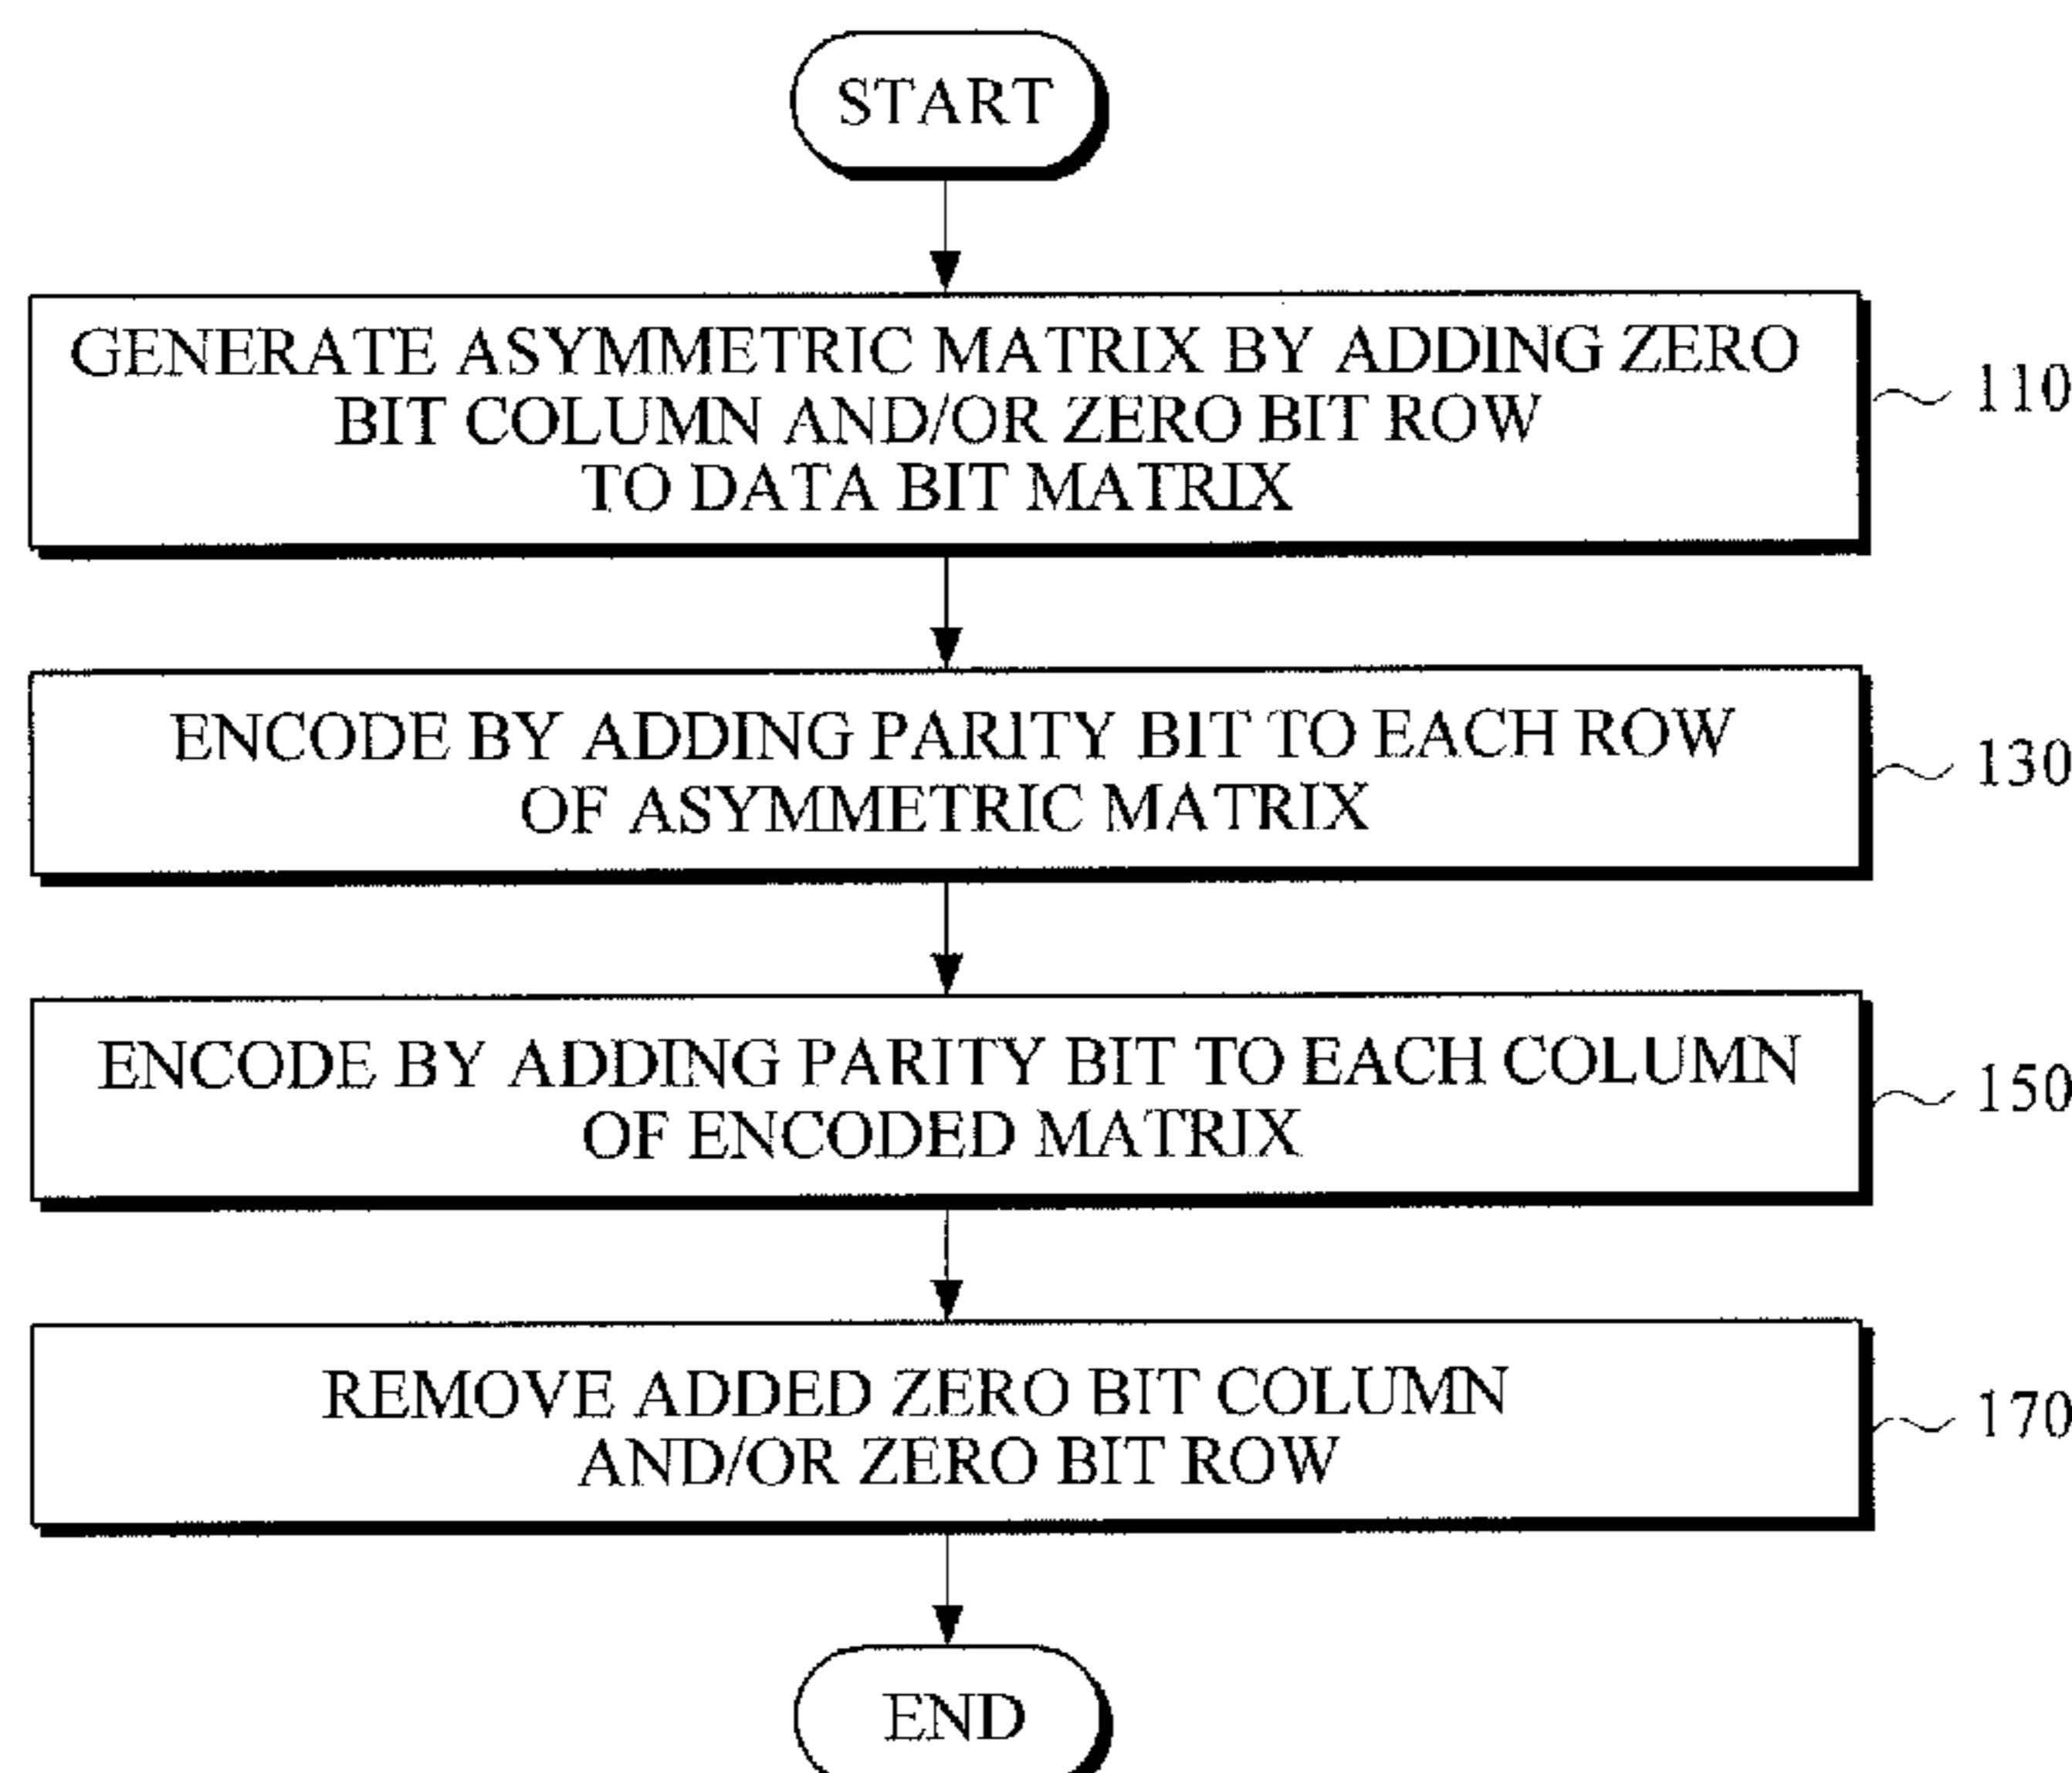 START
GENERATE ASYMMETRIC MATRIX BY ADDING ZERO
BIT COLUMN AND/OR ZERO BIT ROW
TO DATA BIT MATRIX
110
ENCODE BY ADDING PARITY BIT TO EACH ROW
OF ASYMMETRIC MATRIX
130
ENCODE BY ADDING PARITY BIT TO EACH COLUMN
OF ENCODED MATRIX
150
REMOVE ADDED ZERO BIT COLUMN
AND/OR ZERO BIT ROW
170
END